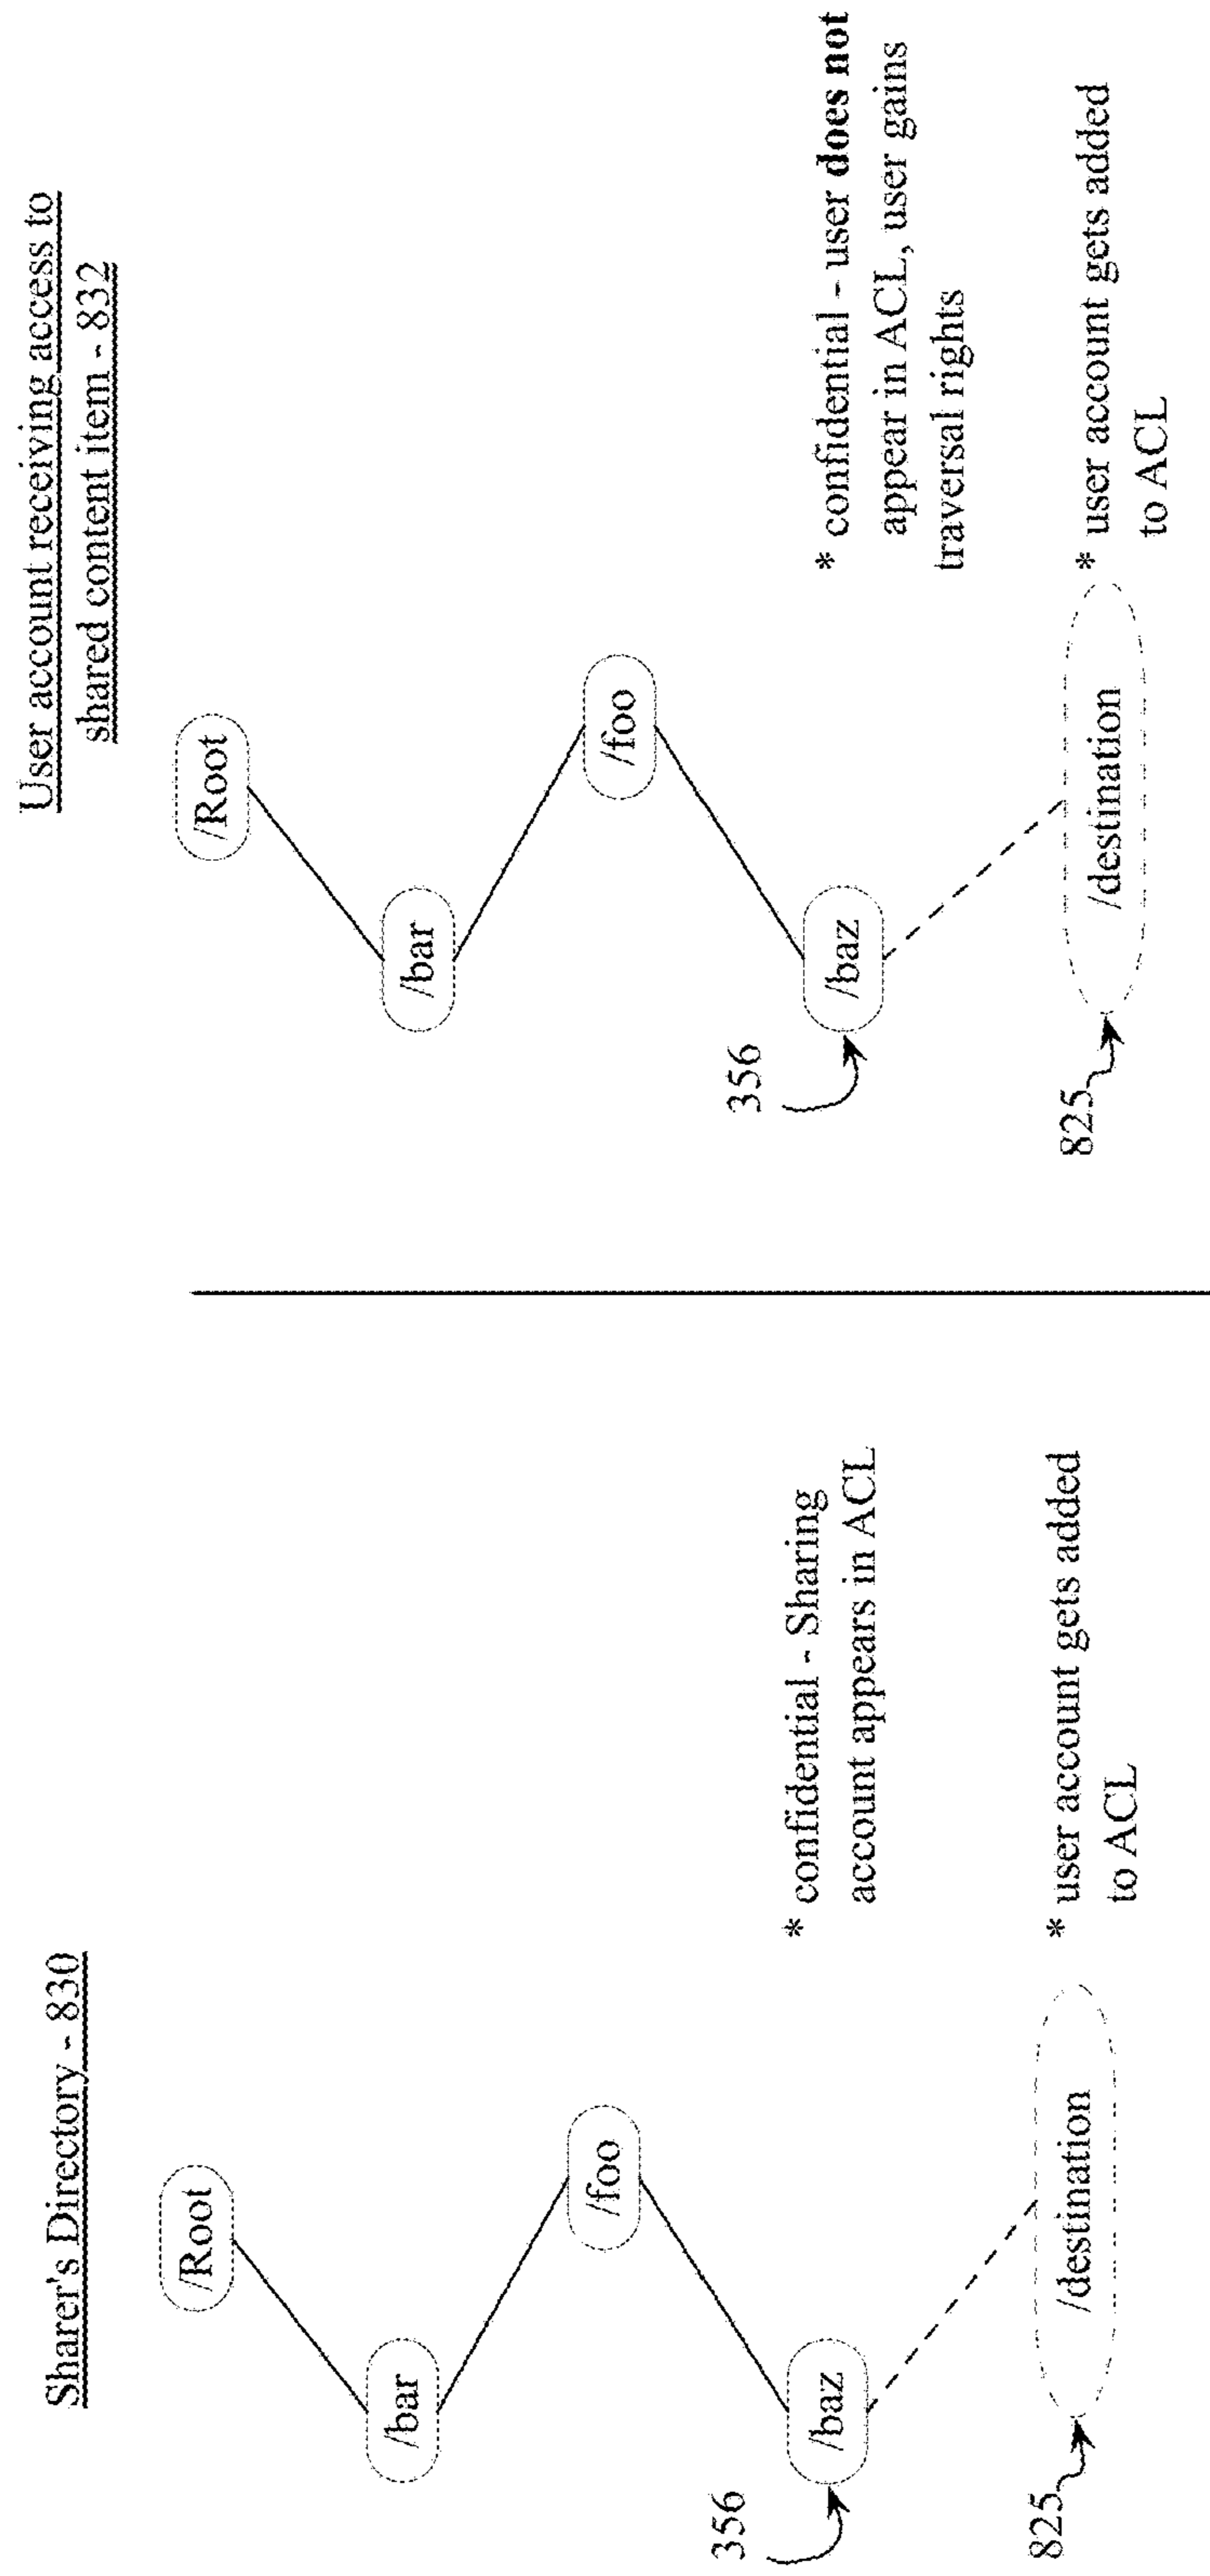 Sharer's Directory - 830
/Root
/bar
/foo
356
/baz
* confidential - Sharing
account appears in ACL
825
/destination
* user account gets added
to ACL
User account receiving access to
shared content item - 832
/Root
/bar
/foo
356
/baz
* confidential - user does not
appear in ACL, user gains
traversal rights
825
/destination
* user account gets added
to ACL